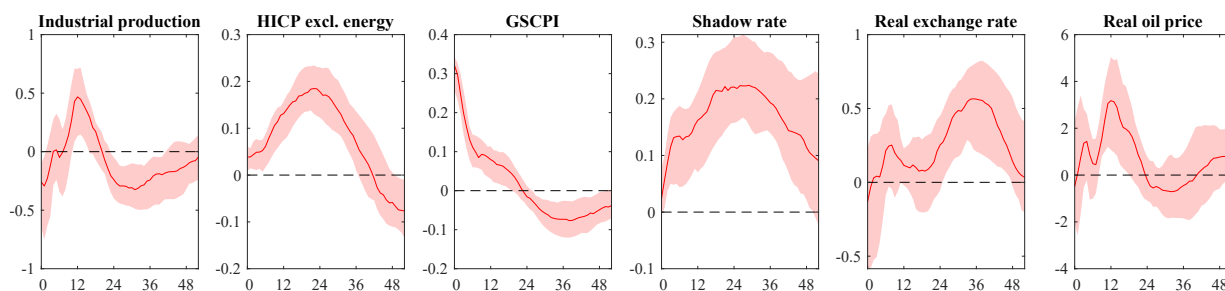 Industrial production
1
0.5
0
-0.5
-1
0 12 24 36 48
HICP excl. energy
0.3
0.2
0.1
0
-0.1
0.2
0 12 24 36 48
GSCPI
0.4
0.3
0.2
0.1
0
-0.1
0.2
0 12 24 36 48
Shadow rate
0.3
0.2
0.1
0
-0.1
0 12 24 36 48
Real exchange rate
1
0.5
0
-0.5
0 12 24 36 48
Real oil price
6
4
2
0
-2
-4
0 12 24 36 48